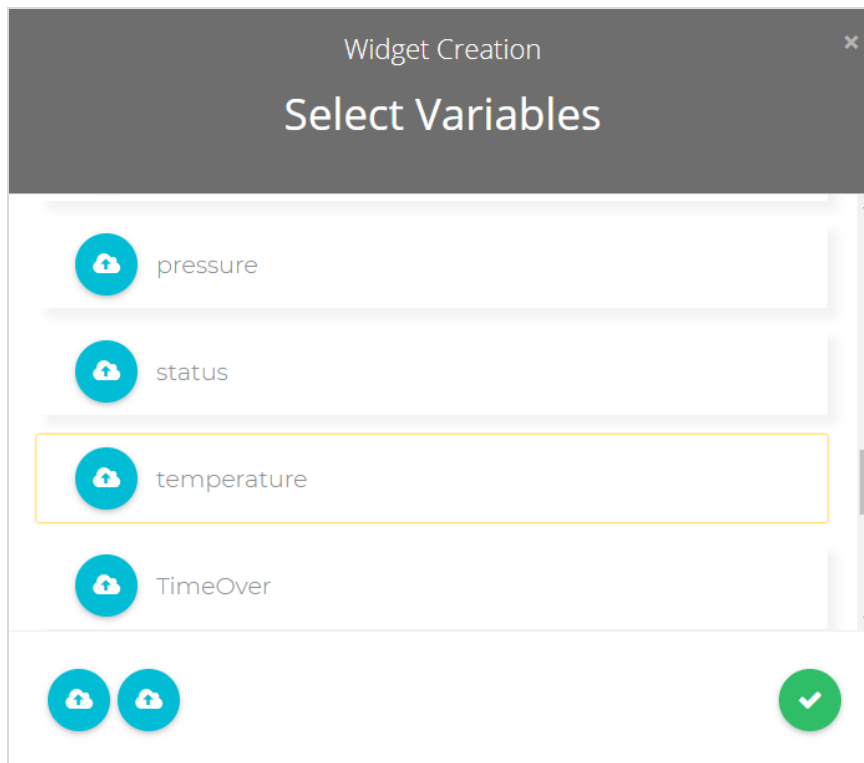 Widget Creation
Select Variables
pressure
status
temperature
TimeOver